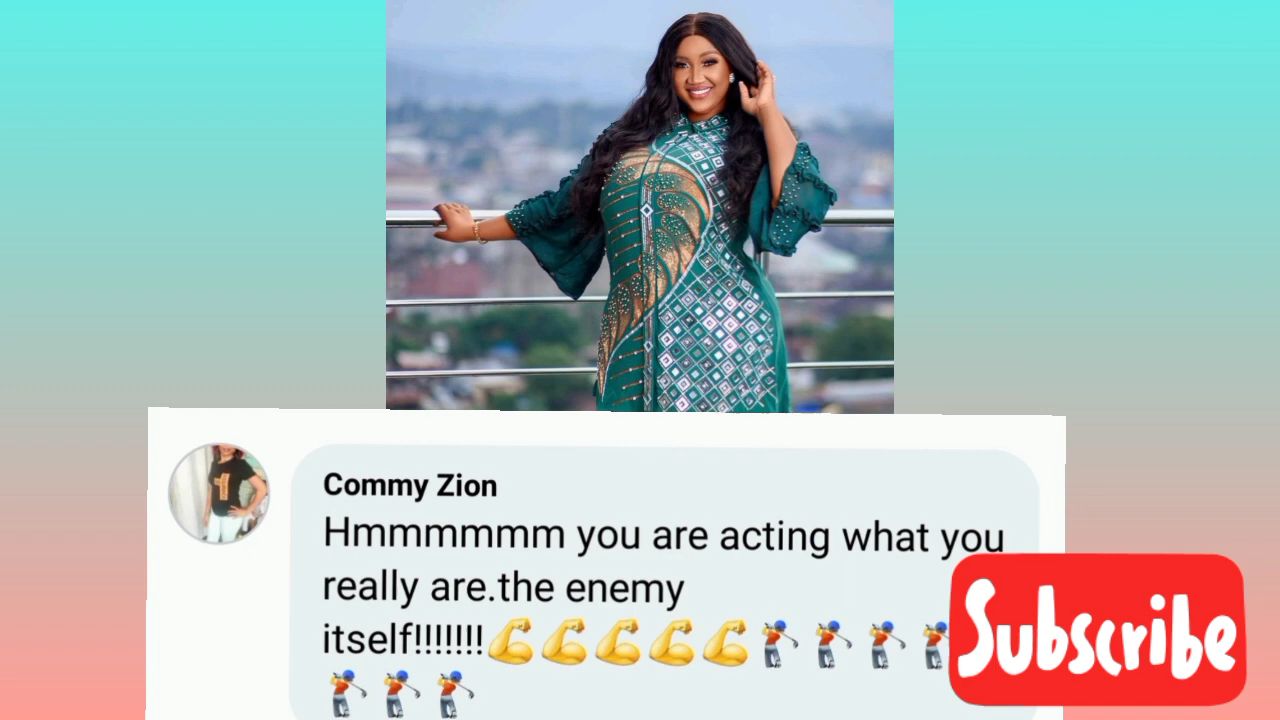 Commy Zion
Hmmmmmm you are acting what you
really are.the enemy
itself!!!!!!!💪💪💪💪💪🏌🏌🏌🏌
🏌🏌🏌
Subscribe